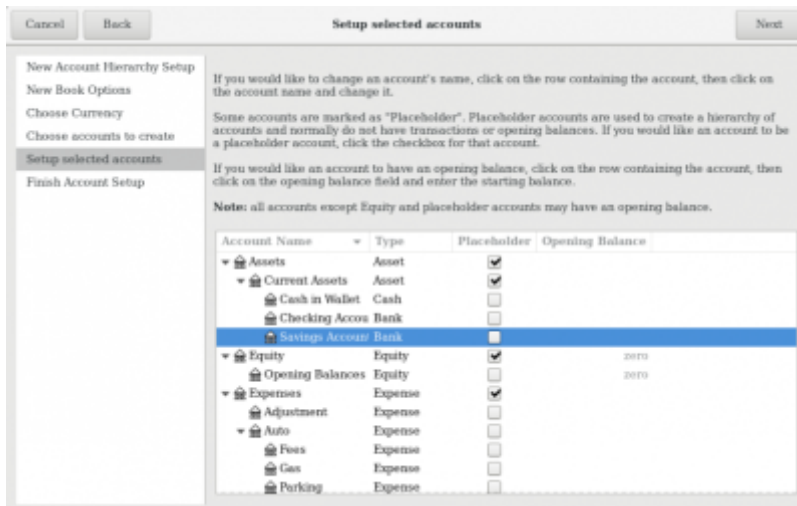 Cancel Back Setup selected accounts Next
New Account Hierarchy Setup
New Book Options
Choose Currency
Choose accounts to create
Setup selected accounts
Finish Account Setup
If you would like to change an account's name, click on the row containing the account, then click on
the account name and change it.
Some accounts are marked as "Placeholder". Placeholder accounts are used to create a hierarchy of
accounts and normally do not have transactions or opening balances. If you would like an account to be
a placeholder account, click the checkbox for that account.
If you would like an account to have an opening balance, click on the row containing the account, then
click on the opening balance field and enter the starting balance.
Note: all accounts except Equity and placeholder accounts may have an opening balance.
Account Name Type Placeholder Opening Balance
Assets Asset
Current Assets Asset
Cash in Wallet Cash
Checking Accou Bank
Savings Accoun Bank
Equity Equity zero
Opening Balances Equity zero
Expenses Expense
Adjustment Expense
Auto Expense
Fees Expense
Gas Expense
Parking Expense